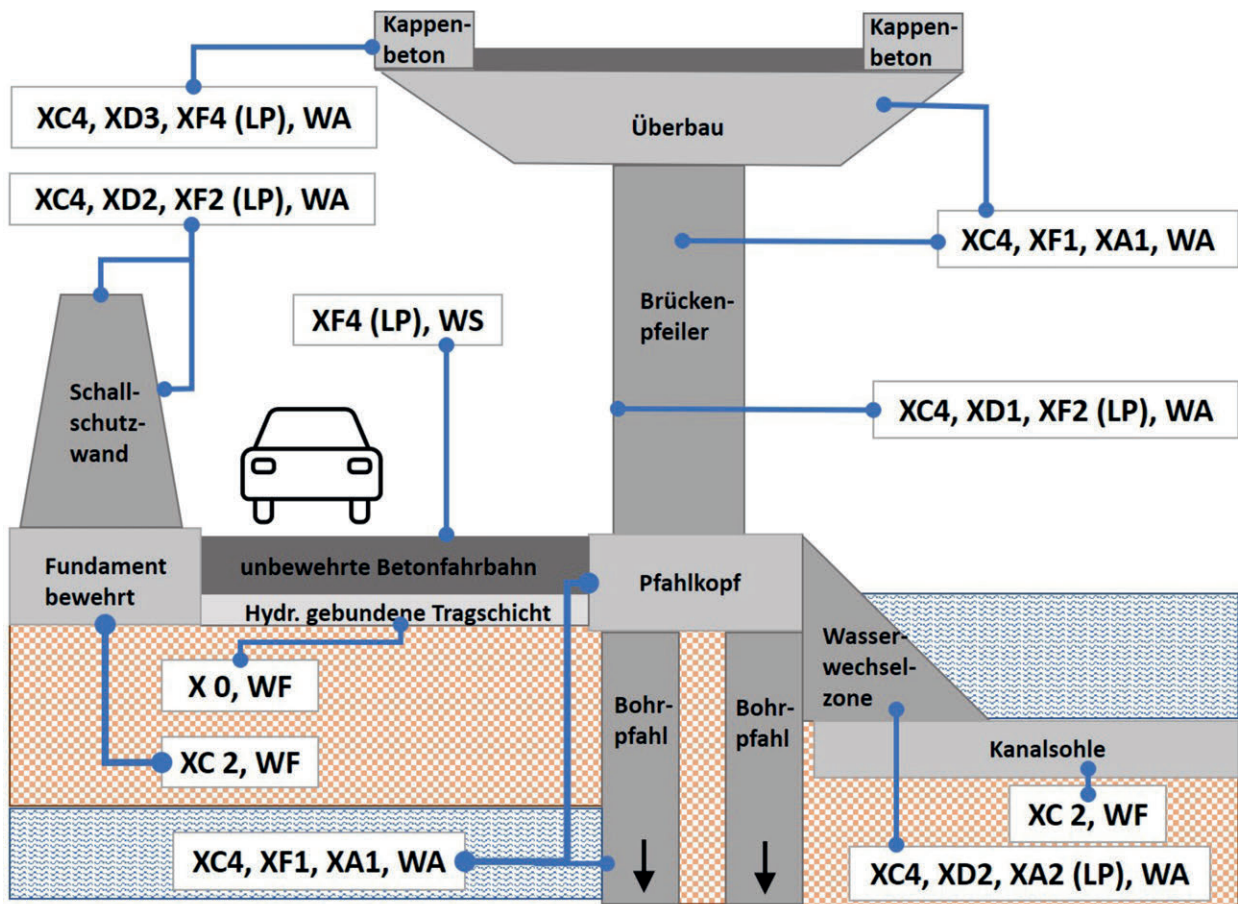 Kappen-
beton
Kappen-
beton
XC4, XD3, XF4 (LP), WA
Überbau
XC4, XD2, XF2 (LP), WA
XC4, XF1, XA1, WA
XF4 (LP), WS
Brücken-
pfeiler
Schall-
schutz-
wand
XC4, XD1, XF2 (LP), WA
Fundament
bewehrt
unbewehrte Betonfahrbahn
Hydr. gebundene Tragschicht
Pfahlkopf
Wasser-
wechsel-
zone
X 0, WF
Bohr-
pfahl
Bohr-
pfahl
XC 2, WF
Kanalsohle
XC 2, WF
XC4, XF1, XA1, WA
XC4, XD2, XA2 (LP), WA